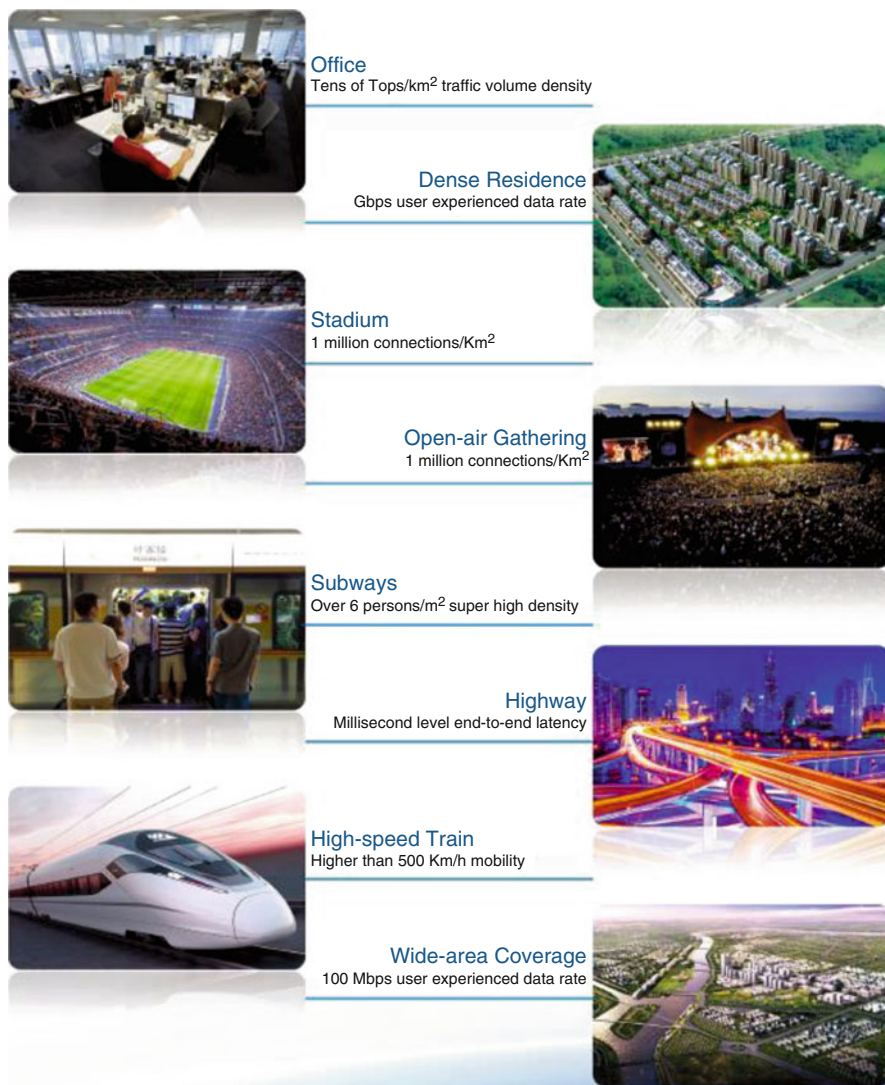 Office
Tens of Tops/km² traffic volume density
Dense Residence
Gbps user experienced data rate
Stadium
1 million connections/Km²
Open-air Gathering
1 million connections/Km²
Subways
Over 6 persons/m² super high density
Highway
Millisecond level end-to-end latency
High-speed Train
Higher than 500 Km/h mobility
Wide-area Coverage
100 Mbps user experienced data rate